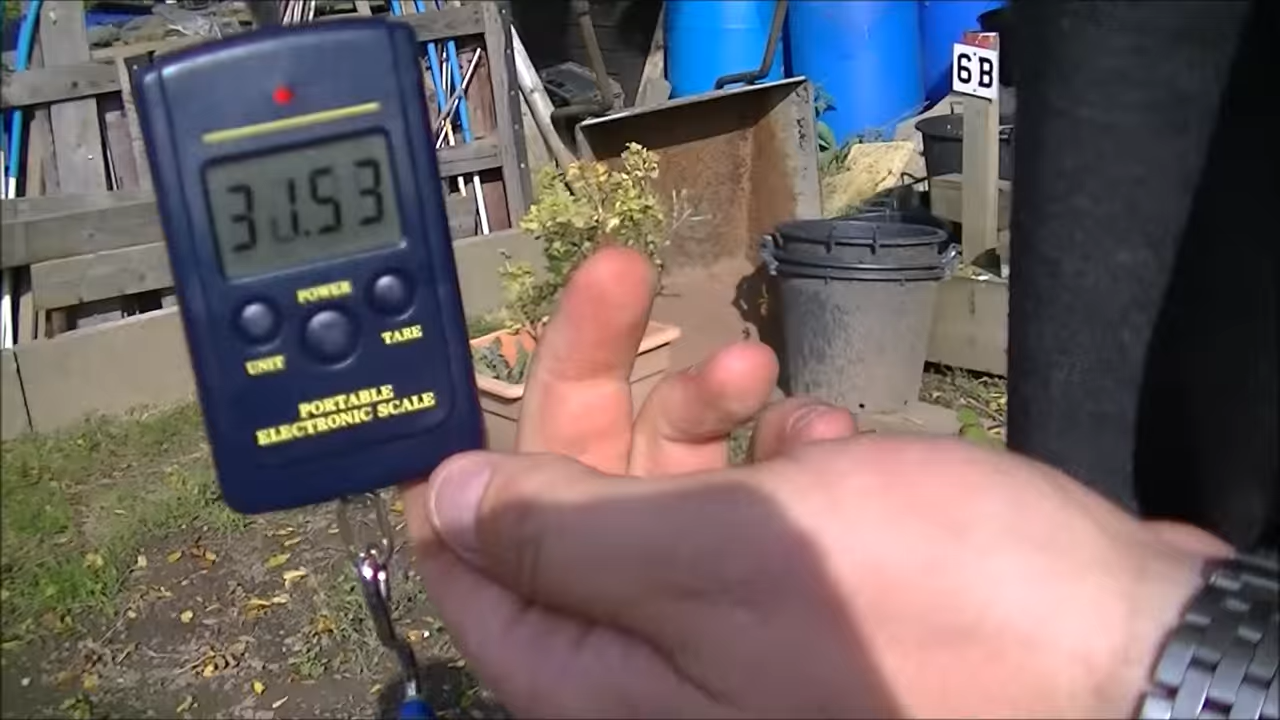 31.53
POWER
UNIT
TARE
PORTABLE
ELECTRONIC SCALE
6B